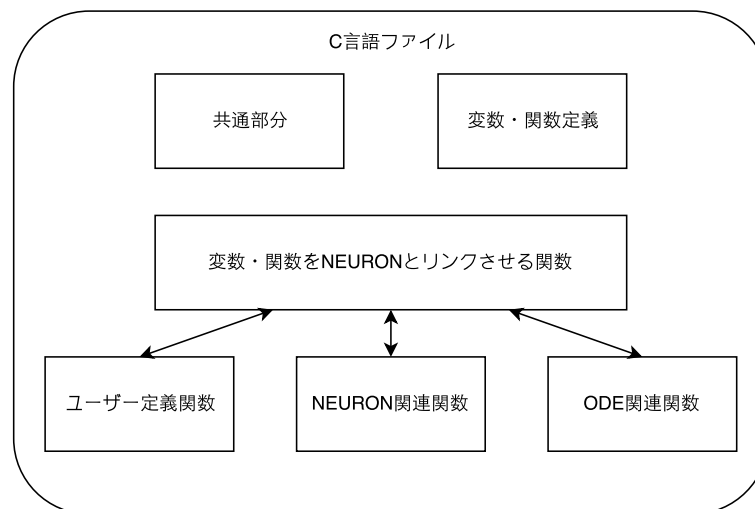 C言語ファイル
共通部分
変数・関数定義
変数・関数をNEURONとリンクさせる関数
ユーザー定義関数
NEURON関連関数
ODE関連関数